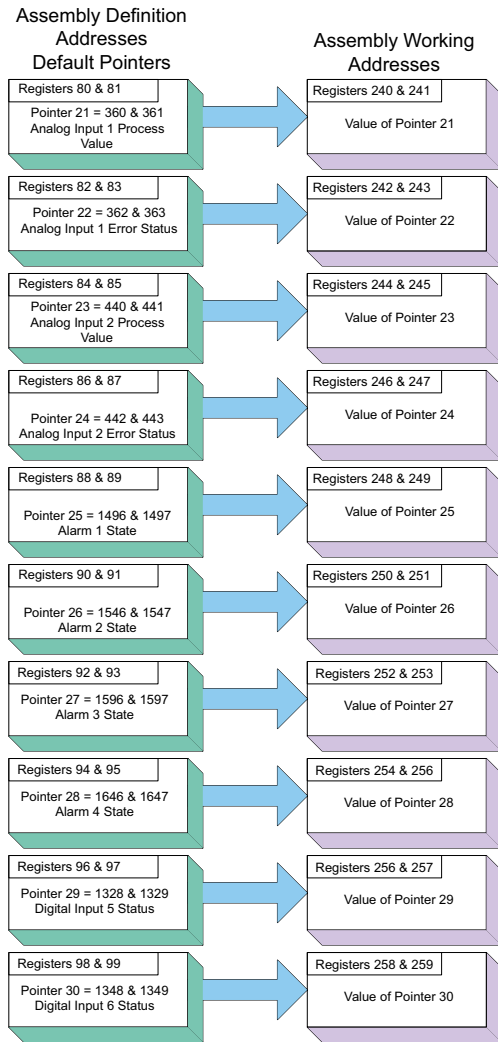 Assembly Definition
Addresses
Default Pointers
Assembly Working
Addresses
Registers 80 & 81
Pointer 21 = 360 & 361
Analog Input 1 Process
Value
Registers 240 & 241
Value of Pointer 21
Registers 82 & 83
Pointer 22 = 362 & 363
Analog Input 1 Error Status
Registers 242 & 243
Value of Pointer 22
Registers 84 & 85
Pointer 23 = 440 & 441
Analog Input 2 Process
Value
Registers 244 & 245
Value of Pointer 23
Registers 86 & 87
Pointer 24 = 442 & 443
Analog Input 2 Error Status
Registers 246 & 247
Value of Pointer 24
Registers 88 & 89
Pointer 25 = 1496 & 1497
Alarm 1 State
Registers 248 & 249
Value of Pointer 25
Registers 90 & 91
Pointer 26 = 1546 & 1547
Alarm 2 State
Registers 250 & 251
Value of Pointer 26
Registers 92 & 93
Pointer 27 = 1596 & 1597
Alarm 3 State
Registers 252 & 253
Value of Pointer 27
Registers 94 & 95
Pointer 28 = 1646 & 1647
Alarm 4 State
Registers 254 & 256
Value of Pointer 28
Registers 96 & 97
Pointer 29 = 1328 & 1329
Digital Input 5 Status
Registers 256 & 257
Value of Pointer 29
Registers 98 & 99
Pointer 30 = 1348 & 1349
Digital Input 6 Status
Registers 258 & 259
Value of Pointer 30